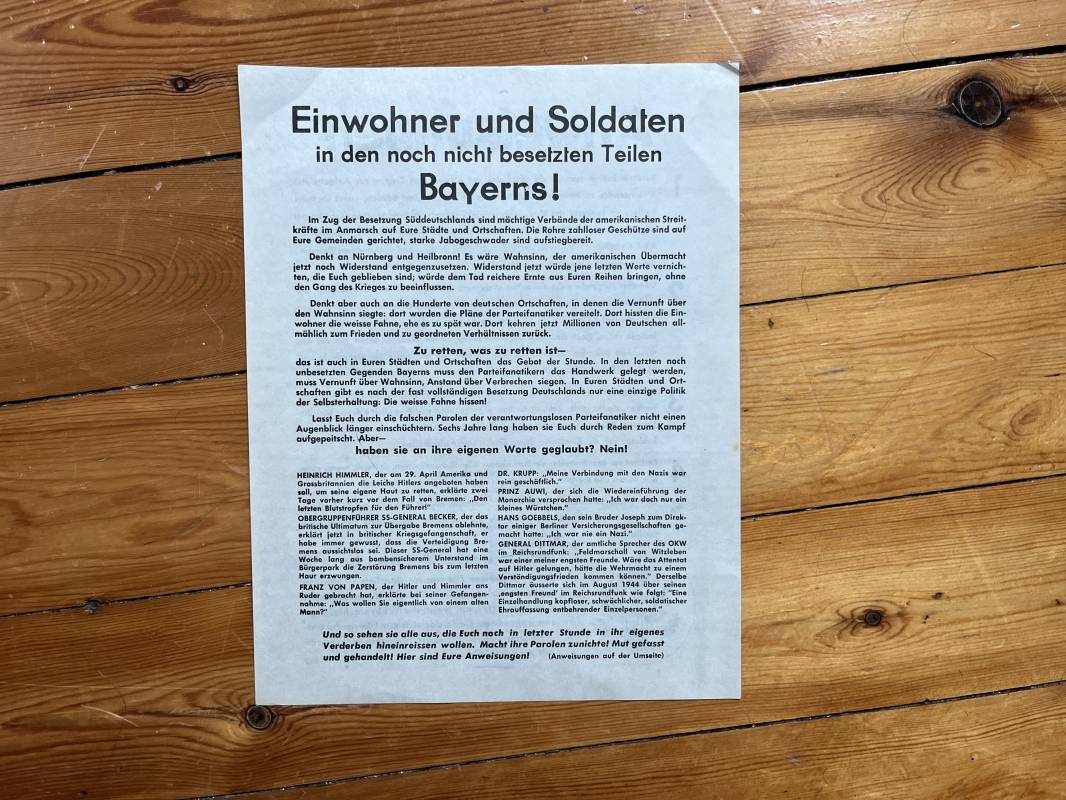 Einwohner und Soldaten
in den noch nicht besetzten Teilen
Bayerns!
Im Zug der Besetzung Süddeutschlands sind mächtige Verbände der amerikanischen Streit-
kräfte im Anmarsch auf Eure Städte und Ortschaften. Die Rohre zahlloser Geschütze sind auf
Eure Gemeinden gerichtet, starke Jabogeschwader sind aufstiegbereit.
Denkt an Nürnberg und Heilbronn! Es wäre Wahnsinn, der amerikanischen Übermacht
jetzt noch Widerstand entgegenzusetzen. Widerstand jetzt würde jene letzten Werte vernich-
ten, die Euch geblieben sind; würde dem Tod reichere Ernte aus Euren Reihen bringen, ohne
den Gang des Krieges zu beeinflussen.
Denkt aber auch an die Hunderte von deutschen Ortschaften, in denen die Vernunft über
den Wahnsinn siegte: dort wurden die Pläne der Parteifanatiker vereitelt. Dort hissten die Ein-
wohner die weisse Fahne, ehe es zu spät war. Dort kehren jetzt Millionen von Deutschen all-
mählich zum Frieden und zu geordneten Verhältnissen zurück.
Zu retten, was zu retten ist—
das ist auch in Euren Städten und Ortschaften das Gebot der Stunde. In den letzten noch
unbesetzten Gegenden Bayerns muss den Parteifanatikern das Handwerk gelegt werden,
muss Vernunft über Wahnsinn, Anstand über Verbrechen siegen. In Euren Städten und Ort-
schaften gibt es nach der fast vollständigen Besetzung Deutschlands nur eine einzige Politik
der Selbsterhaltung: Die weisse Fahne hissen!
Lasst Euch durch die falschen Parolen der verantwortungslosen Parteifanatiker nicht einen
Augenblick länger einschüchtern. Sechs Jahre lang haben sie Euch durch Reden zum Kampf
aufgepeitscht. Aber—
haben sie an ihre eigenen Worte geglaubt? Nein!
HEINRICH HIMMLER, der am 29. April Amerika und
Grossbritannien die Leiche Hitlers angeboten haben
soll, um seine eigene Haut zu retten, erklärte zwei
Tage vorher kurz vor dem Fall von Bremen: „Den
letzten Blutstropfen für den Führer!"
OBERGRUPPENFÜHRER SS-GENERAL BECKER, der das
britische Ultimatum zur Übergabe Bremens ablehnte,
erklärt jetzt in britischer Kriegsgefangenschaft, er
habe immer gewusst, dass die Verteidigung Bre-
mens aussichtslos sei. Dieser SS-General hat eine
Woche lang aus bombensicherem Unterstand im
Bürgerpark die Zerstörung Bremens bis zum letzten
Haur erzwungen.
FRANZ VON PAPEN, der Hitler und Himmler ans
Ruder gebracht hat, erklärte bei seiner Gefangen-
nahme: „Was wollen Sie eigentlich von einem alten
Mann?"
DR. KRUPP: „Meine Verbindung mit den Nazis war
rein geschäftlich."
PRINZ AUWI, der sich die Wiedereinführung der
Monarchie versprochen hatte: „Ich war doch nur ein
kleines Würstchen."
HANS GOEBBELS, den sein Bruder Joseph zum Direk-
tor einiger Berliner Versicherungsgesellschaften ge-
macht hatte: „Ich war nie ein Nazi."
GENERAL DITTMAR, der amtliche Sprecher des OKW
im Reichsrundfunk: „Feldmarschall von Witzleben
war einer meiner engsten Freunde. Wäre das Attentat
auf Hitler gelungen, hätte die Wehrmacht zu einem
Verständigungsfrieden kommen können." Derselbe
Dittmar äusserte sich im August 1944 über seinen
‚engsten Freund' im Reichsrundfunk wie folgt: "Eine
Einzelhandlung kopfloser, schwächlicher, soldatischer
Ehrauffassung entbehrender Einzelpersonen."
Und so sehen sie alle aus, die Euch noch in letzter Stunde in ihr eigenes
Verderben hineinreissen wollen. Macht ihre Parolen zunichte! Mut gefasst
und gehandelt! Hier sind Eure Anweisungen! (Anweisungen auf der Umseite)